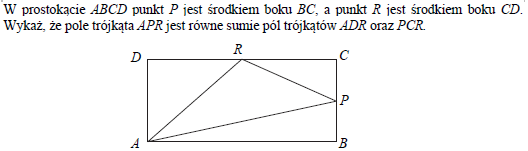 W prostokącie ABCD punkt P jest środkiem boku BC, a punkt R jest środkiem boku CD.
Wykaż, że pole trójkąta APR jest równe sumie pól trójkątów ADR oraz PCR.
R
D
C
P
A
B